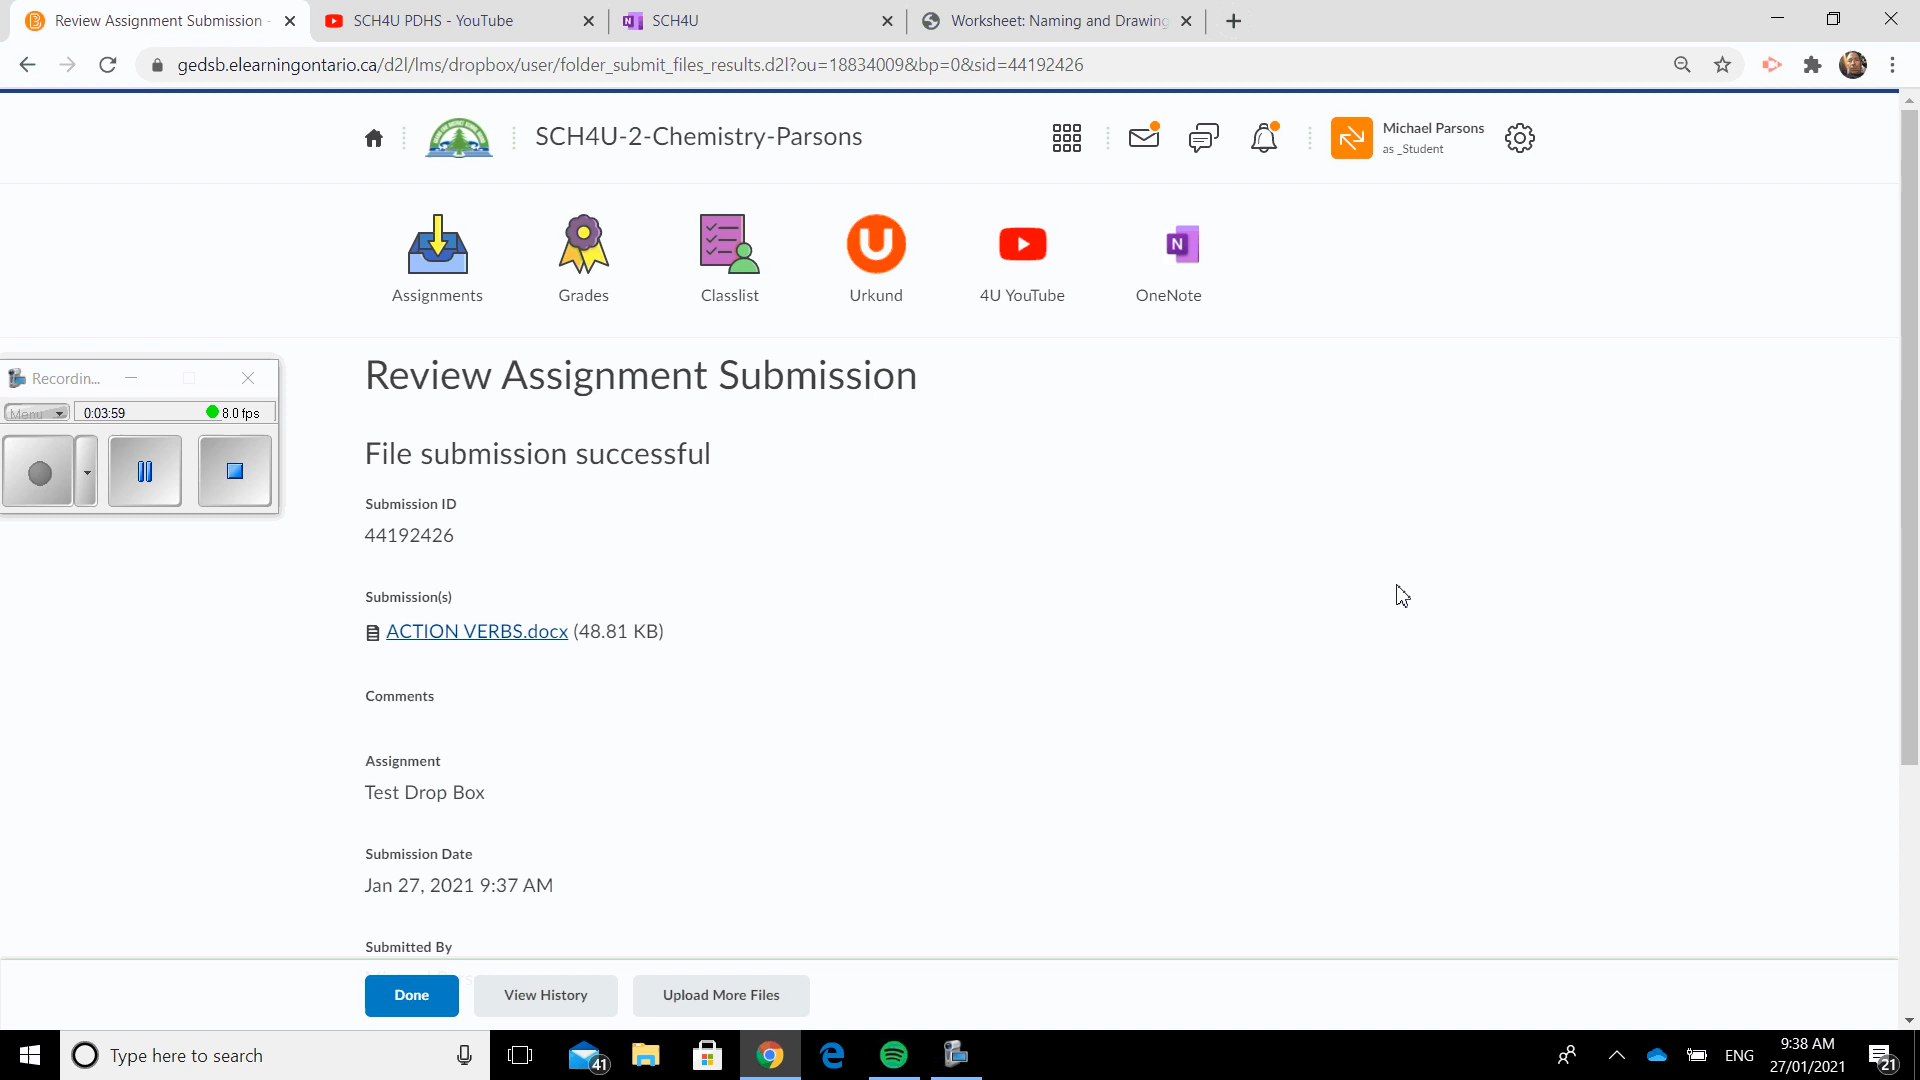 Review Assignment Submission -
SCH4U PDHS - YouTube
SCH4U
Worksheet: Naming and Drawing
gedsb.elearningontario.ca/d2l/lms/dropbox/user/folder_submit_files_results.d2l?ou=18834009&bp=0&sid=44192426
SCH4U-2-Chemistry-Parsons
Michael Parsons
as _Student
Assignments
Grades
Classlist
Urkund
4U YouTube
OneNote
Review Assignment Submission
Recordin...
Menu
0:03:59
8.0 fps
File submission successful
Submission ID
44192426
Submission(s)
ACTION VERBS.docx (48.81 KB)
Comments
Assignment
Test Drop Box
Submission Date
Jan 27, 2021 9:37 AM
Submitted By
Done
View History
Upload More Files
Type here to search
41
ENG
9:38 AM
27/01/2021
21